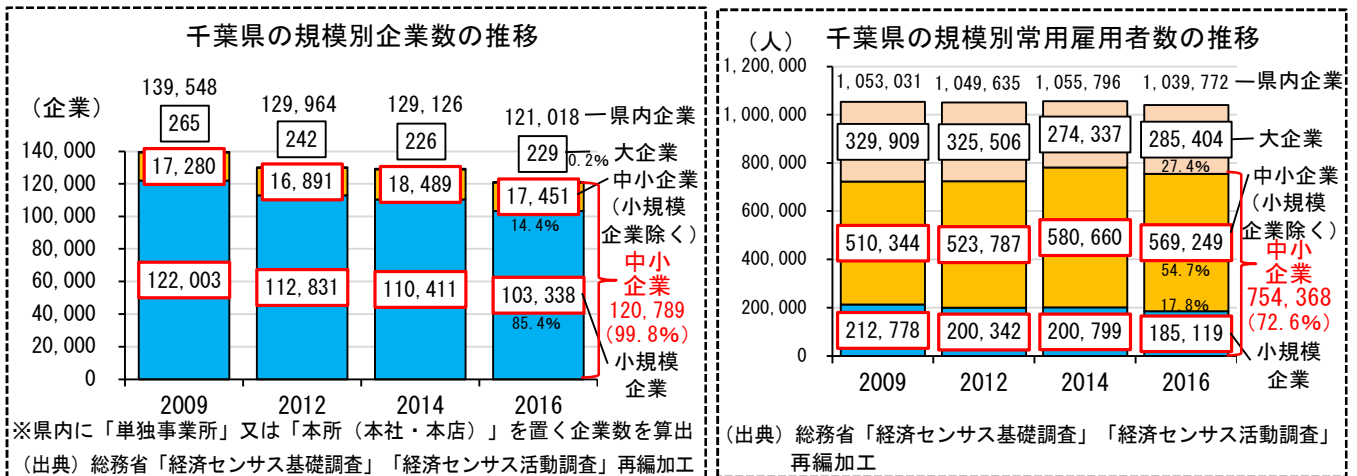 千葉県の規模別企業数の推移
(企業)
139,548
129,964
129,126
121,018
県内企業
265
242
226
229
0.2%
大企業
17,280
16,891
18,489
17,451
14.4%
中小企業
(小規模
企業除く)
122,003
112,831
110,411
103,338
85.4%
中小
企業
120,789
(99.8%)
小規模
企業
140,000
120,000
100,000
80,000
60,000
40,000
20,000
0
2009
2012
2014
2016
※県内に「単独事業所」又は「本所(本社・本店)」を置く企業数を算出
(出典)総務省「経済センサス基礎調査」「経済センサス活動調査」再編加工
(人)
千葉県の規模別常用雇用者数の推移
1,053,031
1,049,635
1,055,796
1,039,772
県内企業
329,909
325,506
274,337
285,404
27.4%
大企業
510,344
523,787
580,660
569,249
54.7%
中小企業
(小規模
企業除く)
212,778
200,342
200,799
17.8%
185,119
中小
企業
754,368
(72.6%)
小規模
企業
1,200,000
1,000,000
800,000
600,000
400,000
200,000
0
2009
2012
2014
2016
(出典)総務省「経済センサス基礎調査」「経済センサス活動調査」
再編加工